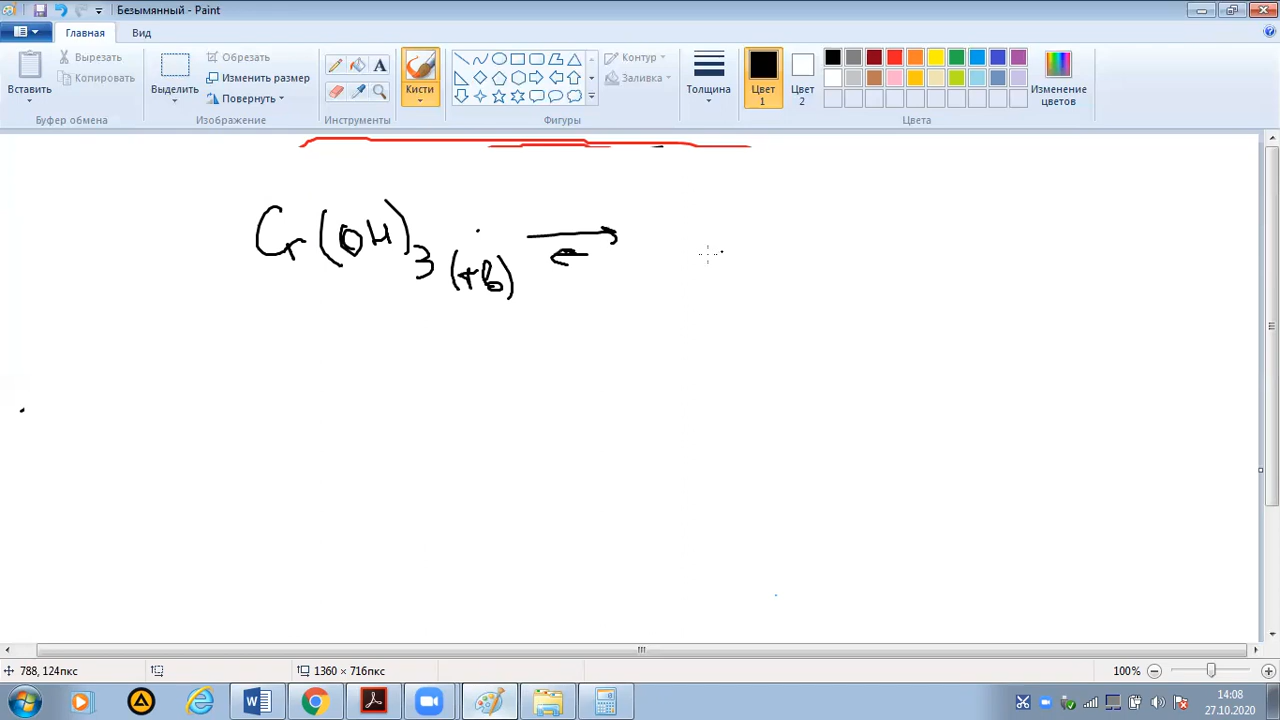 Безымянный - Paint
Главная Вид
Вставить
Вырезать
Копировать
Буфер обмена
Выделить
Обрезать
Изменить размер
Повернуть
Изображение
A
Инструменты
Кисти
Контур
Заливка
Фигуры
Толщина
Цвет 1
Цвет 2
Изменение цветов
Цвета
Cr(OH)3 (тв)
788, 124пкс
1360 × 716пкс
100%
14:08
27.10.2020